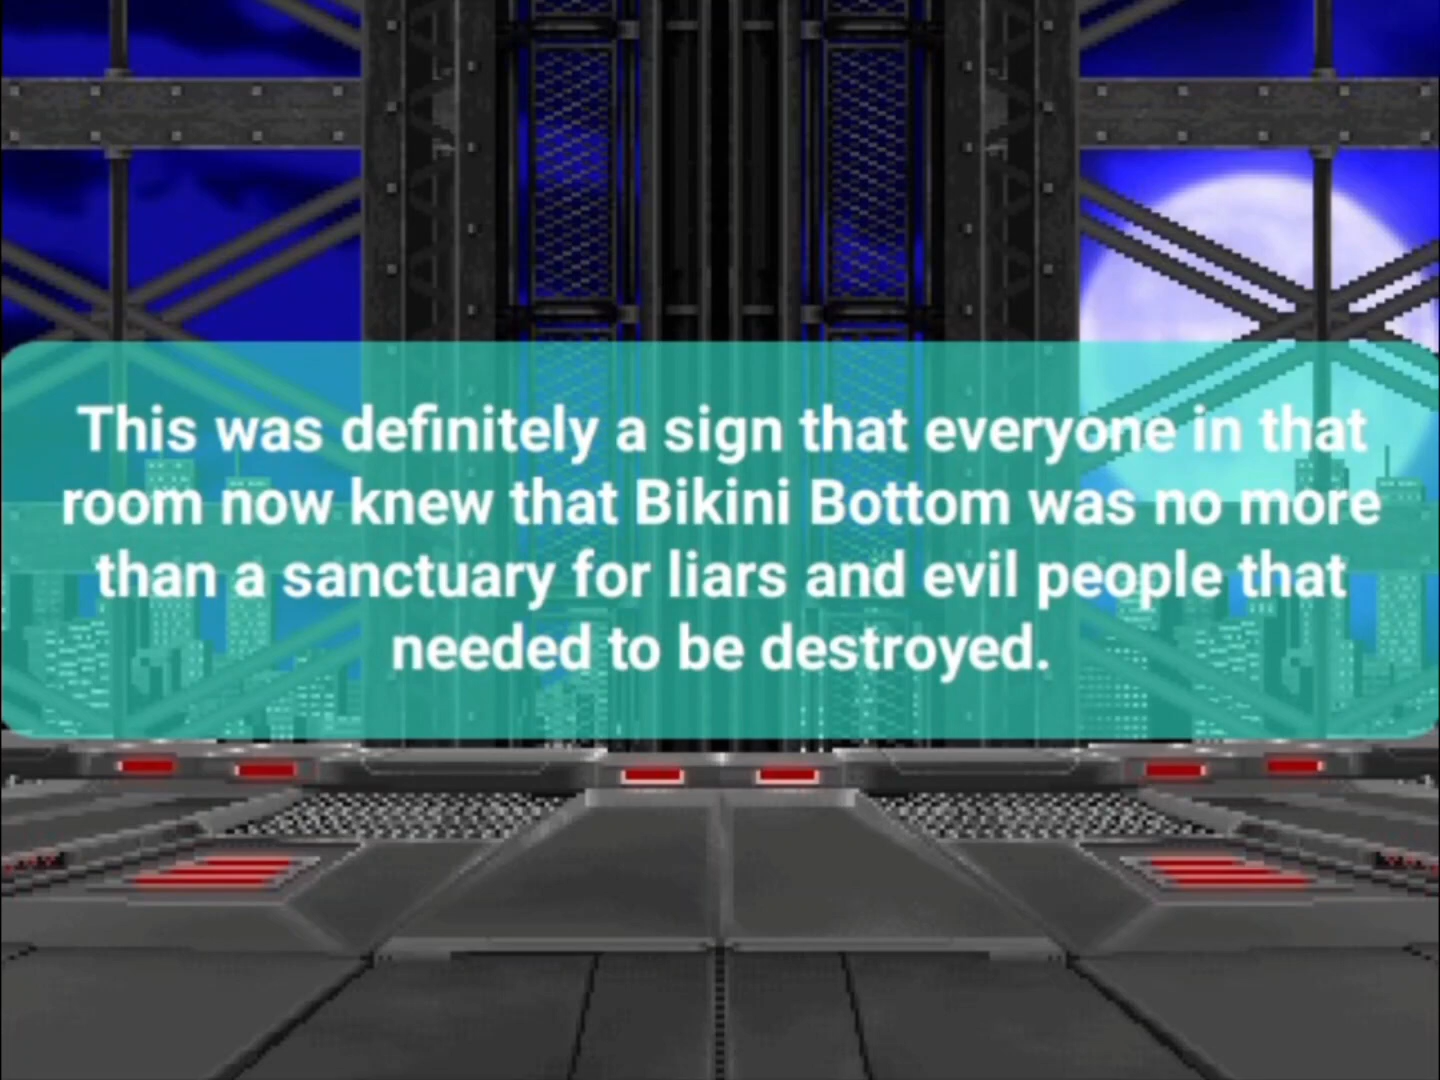 This was definitely a sign that everyone in that
room now knew that Bikini Bottom was no more
than a sanctuary for liars and evil people that
needed to be destroyed.